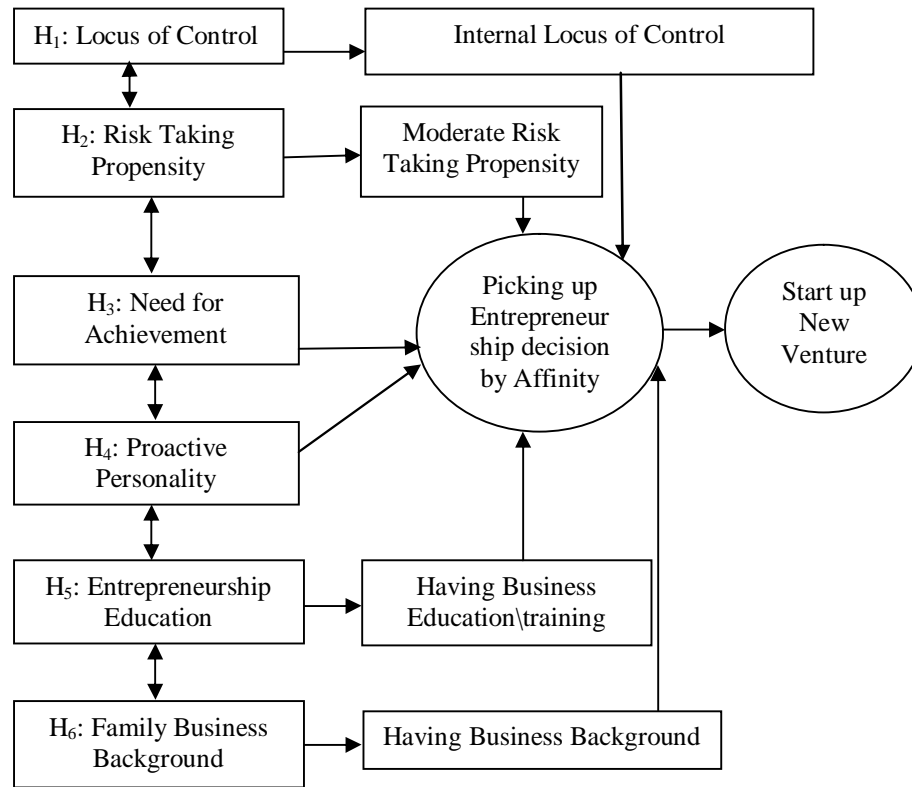 H₁: Locus of Control
Internal Locus of Control
H₂: Risk Taking
Propensity
Moderate Risk
Taking Propensity
H₃: Need for
Achievement
Picking up
Entrepreneur
ship decision
by Affinity
Start up
New
Venture
H₄: Proactive
Personality
H₅: Entrepreneurship
Education
Having Business
Education\training
H₆: Family Business
Background
Having Business Background